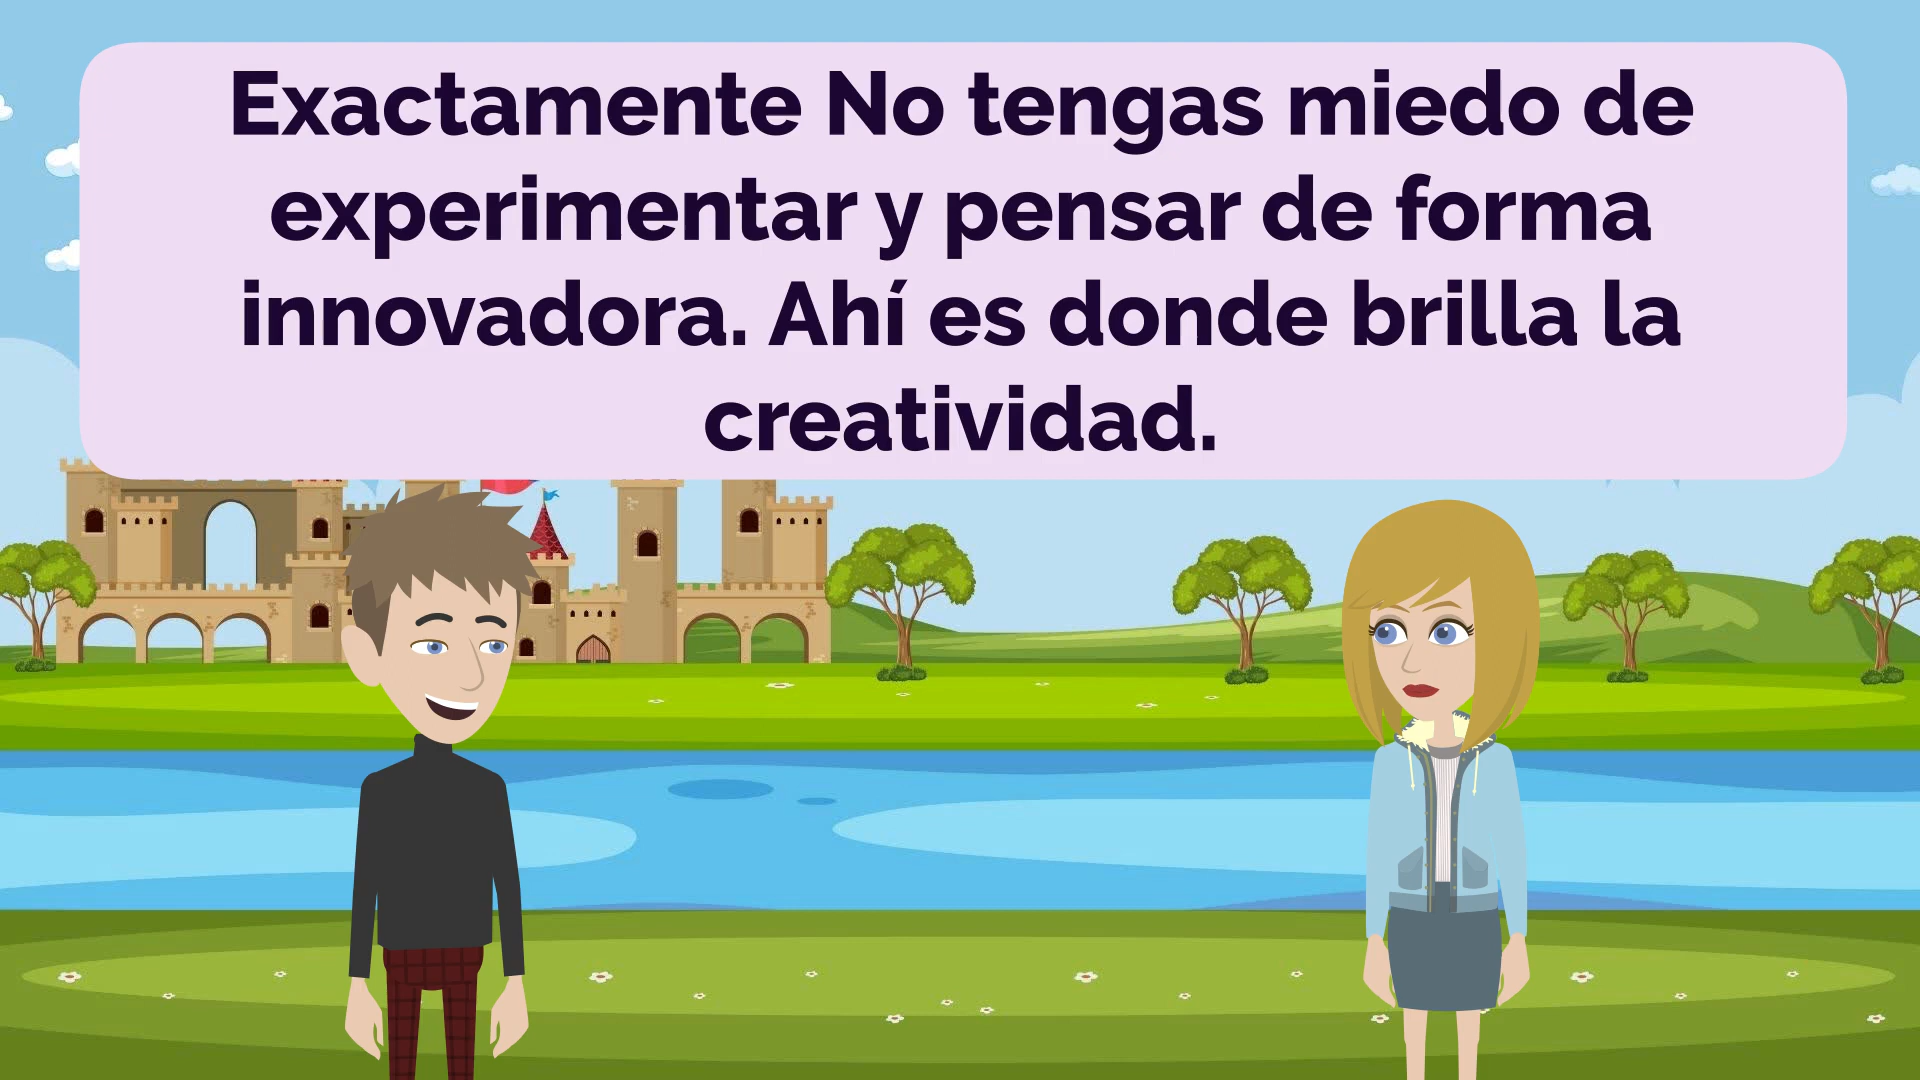 Exactamente No tengas miedo de
experimentar y pensar de forma
innovadora. Ahí es donde brilla la
creatividad.